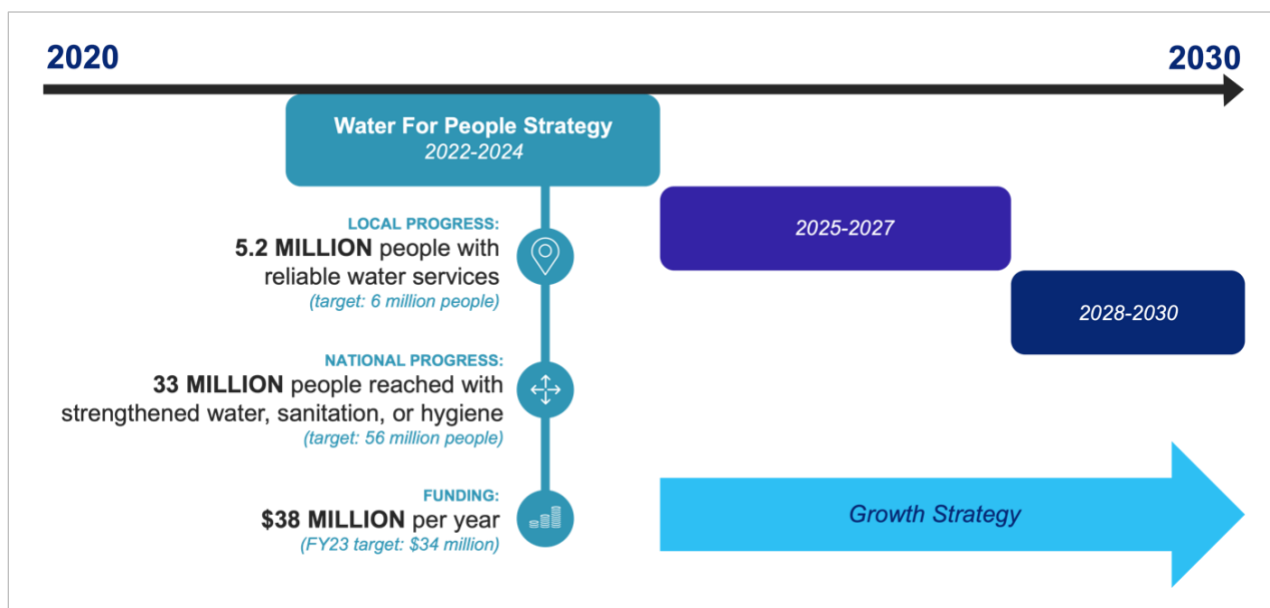 2020
2030
Water For People Strategy
2022-2024
LOCAL PROGRESS:
5.2 MILLION people with
reliable water services
(target: 6 million people)
NATIONAL PROGRESS:
33 MILLION people reached with
strengthened water, sanitation, or hygiene
(target: 56 million people)
FUNDING:
$38 MILLION per year
(FY23 target: $34 million)
2025-2027
2028-2030
Growth Strategy